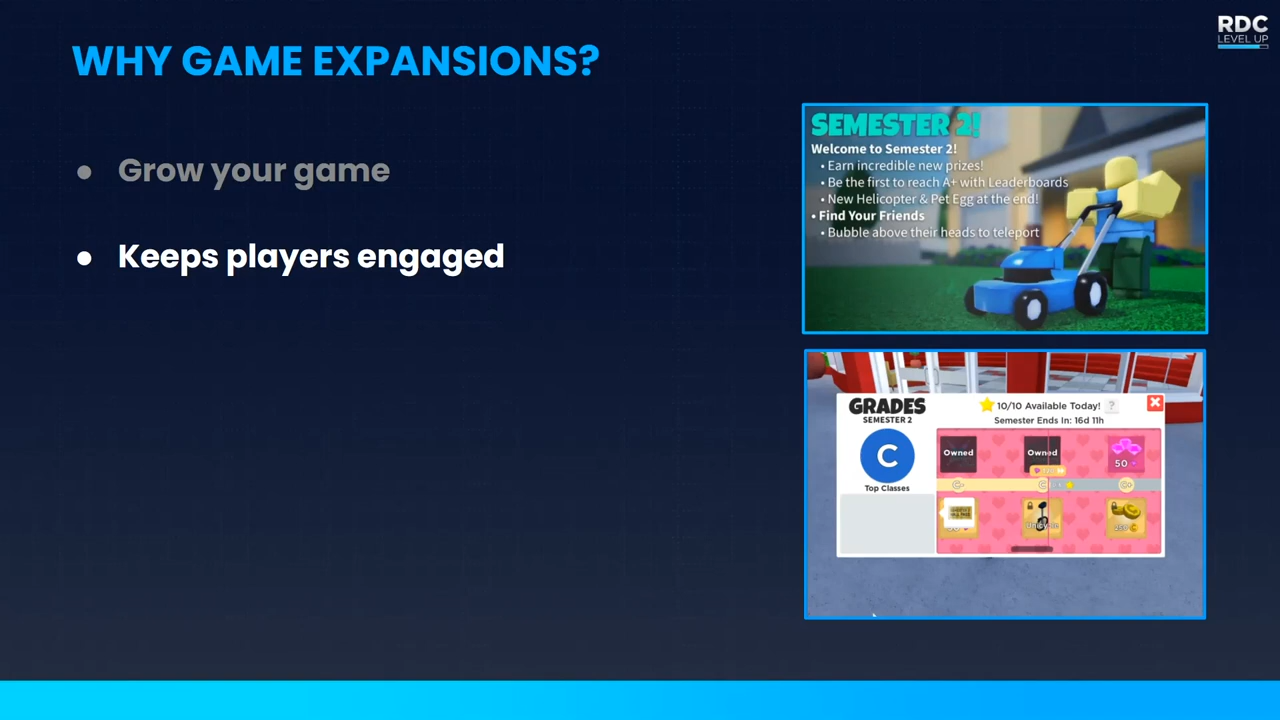 RDC
LEVEL UP
WHY GAME EXPANSIONS?
● Grow your game
● Keeps players engaged
SEMESTER 2!
Welcome to Semester 2!
• Earn incredible new prizes!
• Be the first to reach A+ with Leaderboards
• New Helicopter & Pet Egg at the end!
• Find Your Friends
• Bubble above their heads to teleport
GRADES
SEMESTER 2
10/10 Available Today!
?
Semester Ends In: 16d 11h
C
Top Classes
Owned
Owned
50
C-
C
C+
Unicycle
250